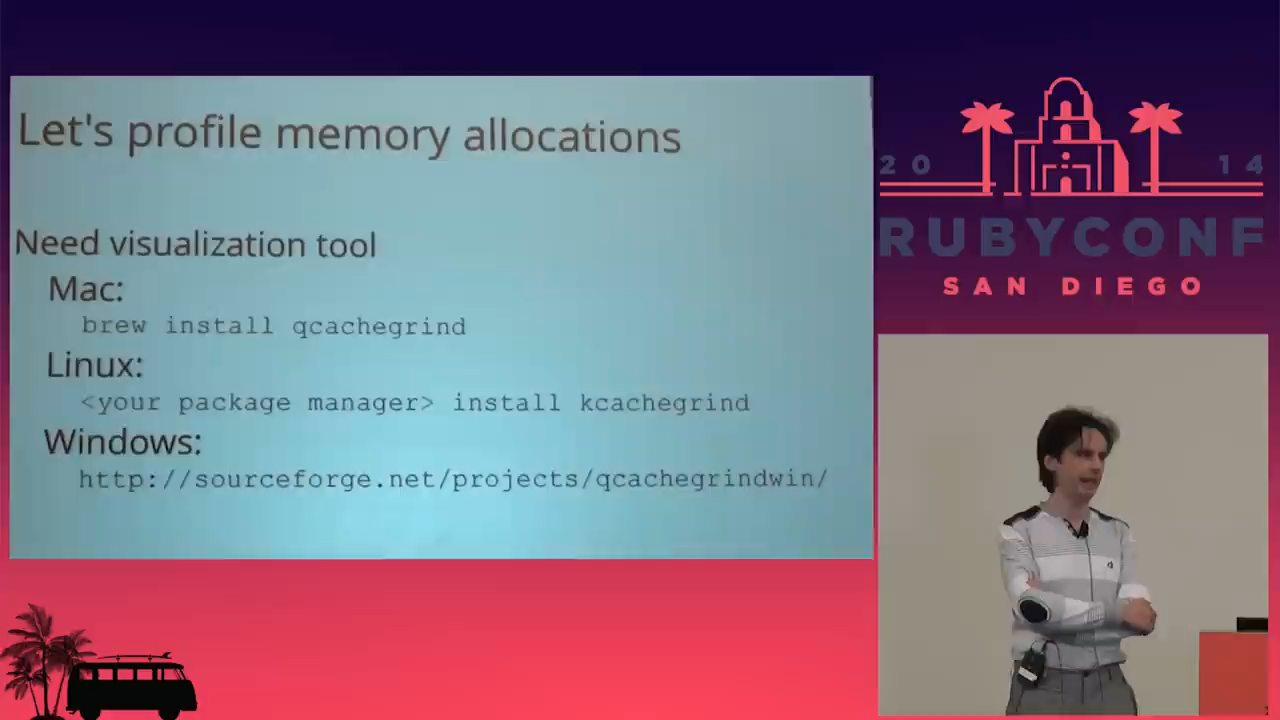 Let's profile memory allocations
Need visualization tool
Mac:
brew install qcachegrind
Linux:
<your package manager> install kcachegrind
Windows:
http://sourceforge.net/projects/qcachegrindwin/
20 14
RUBYCONF
SAN DIEGO